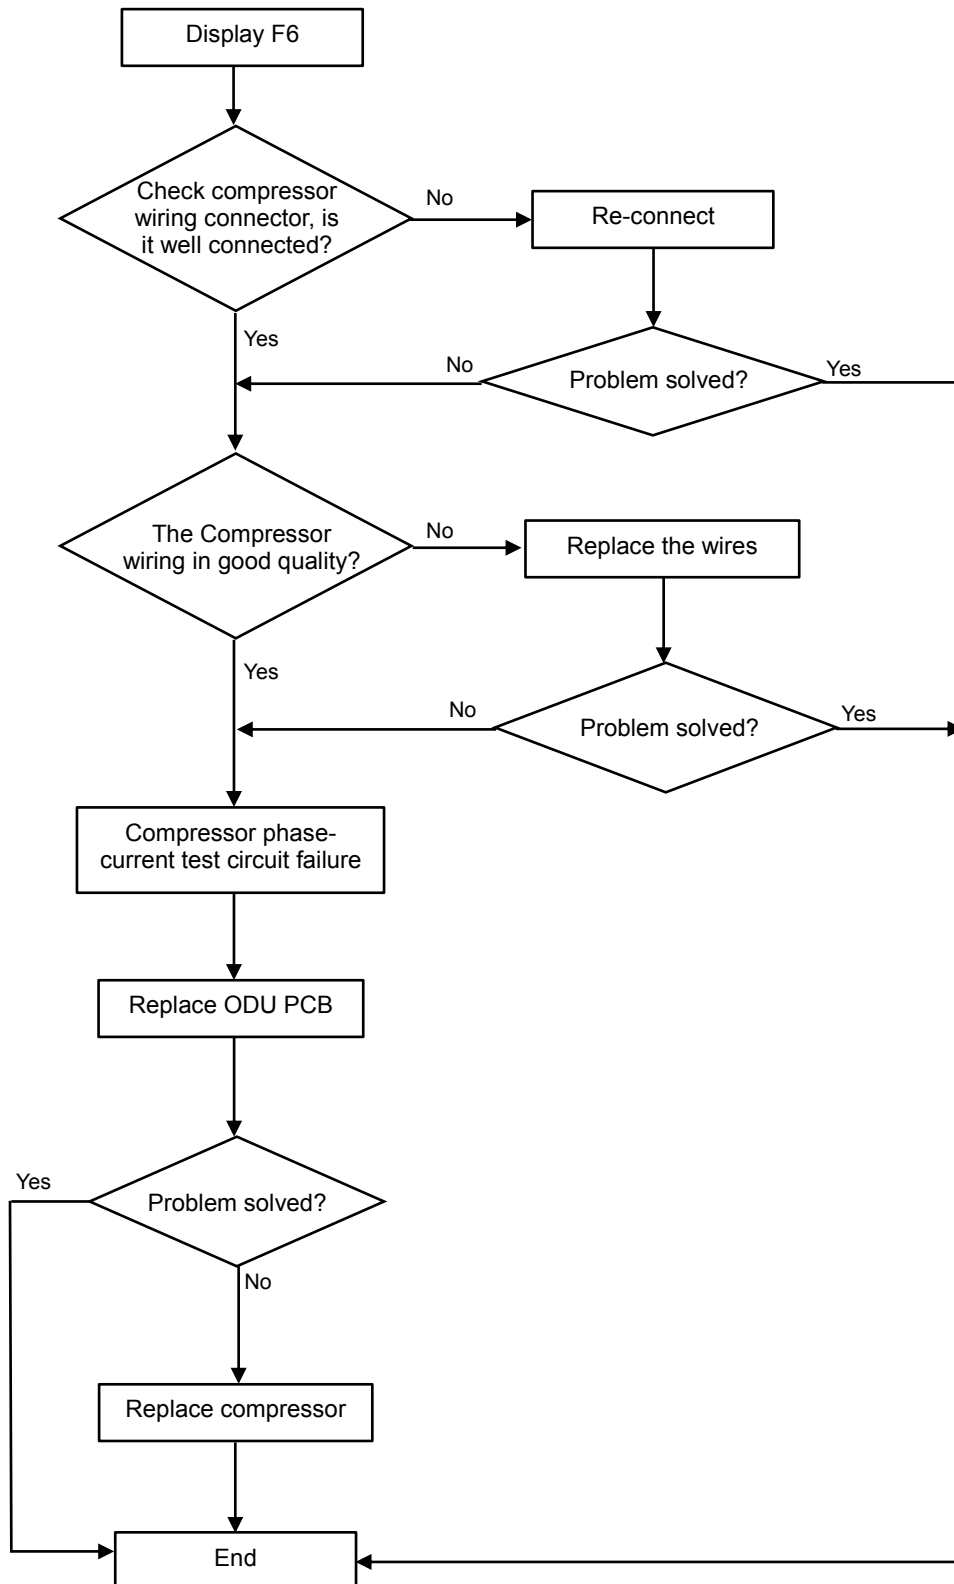 Display F6
Check compressor
wiring connector, is
it well connected?
No
Re-connect
Yes
No
Problem solved?
Yes
The Compressor
wiring in good quality?
No
Replace the wires
Yes
No
Problem solved?
Yes
Compressor phase-
current test circuit failure
Replace ODU PCB
Yes
Problem solved?
No
Replace compressor
End